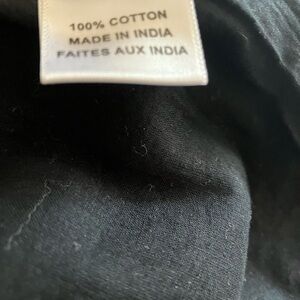 100% COTTON
MADE IN INDIA
FAITES AUX INDIA